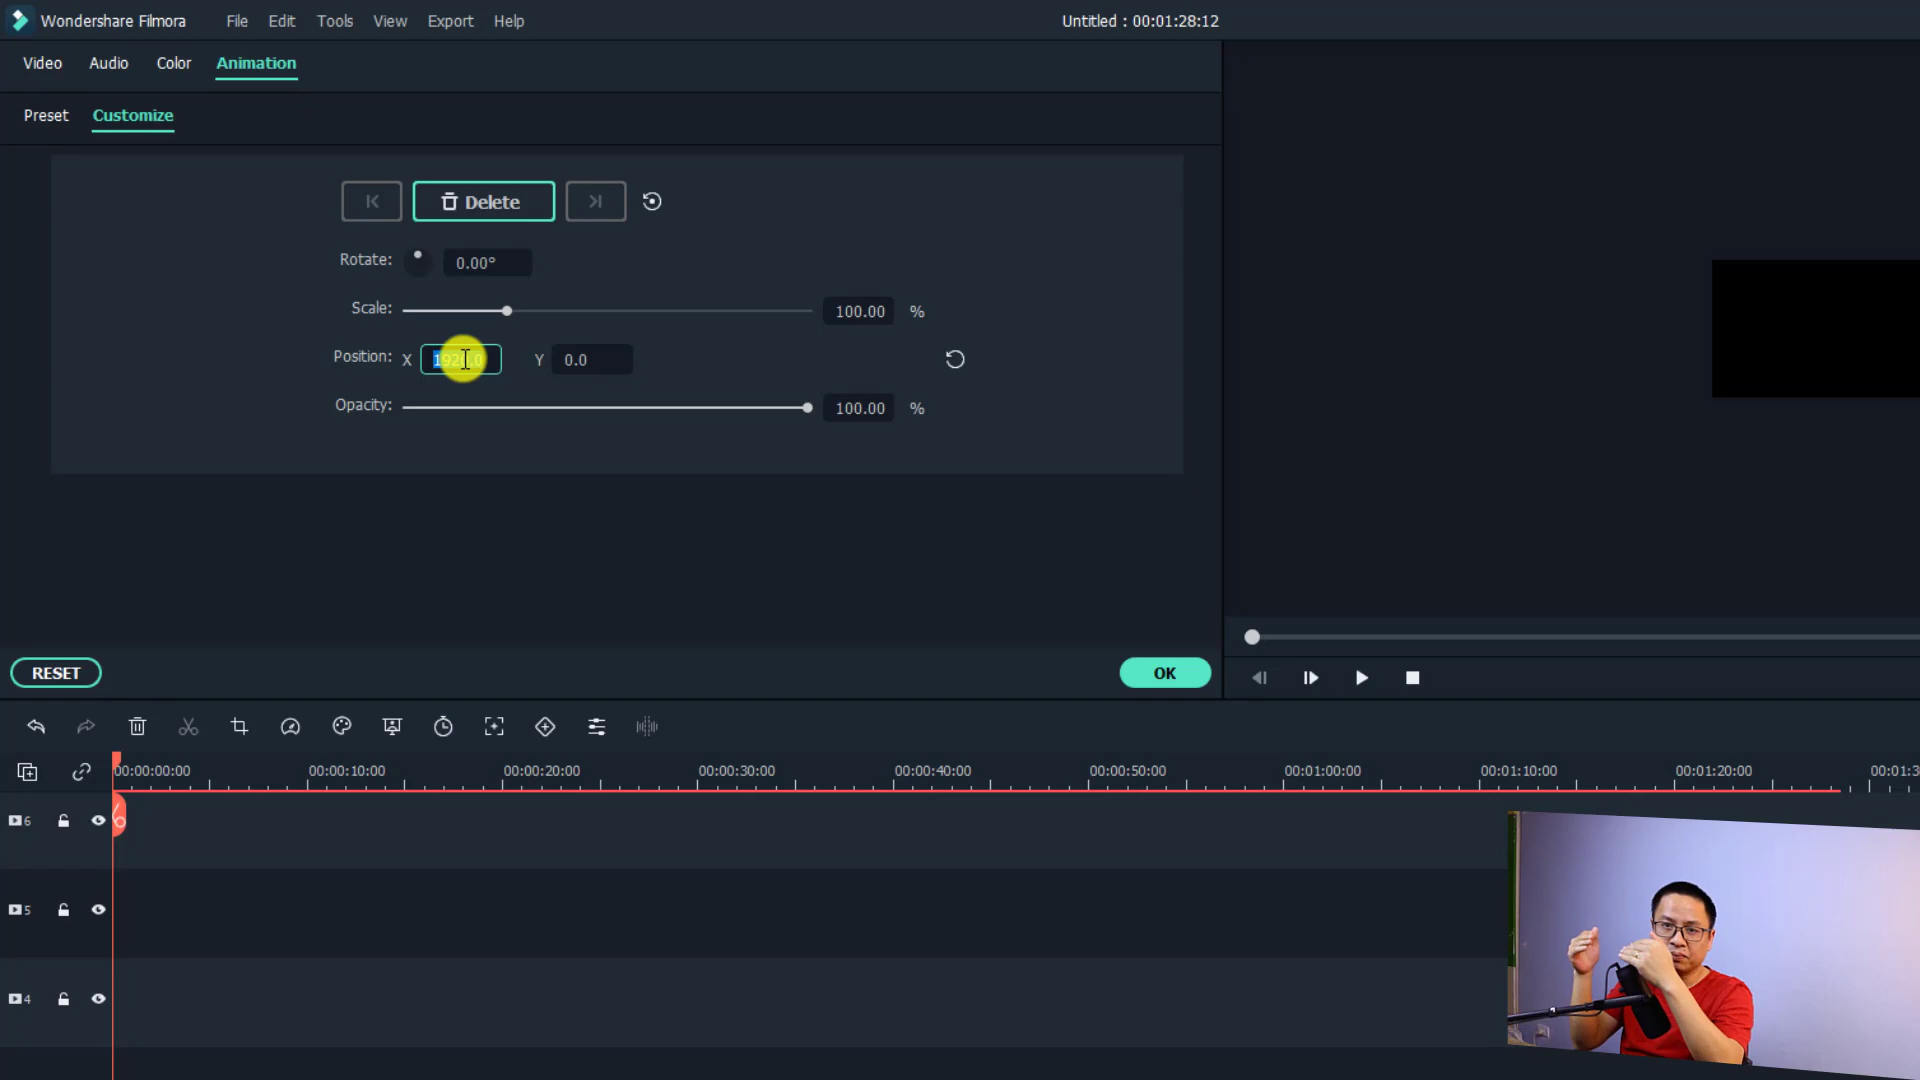 Wondershare Filmora File Edit Tools View Export Help Untitled : 00:01:28:12
Video Audio Color Animation
Preset Customize
Delete
Rotate: 0.00°
Scale: 100.00 %
Position: X 1920.0 Y 0.0
Opacity: 100.00 %
RESET OK
00:00:00:00 00:00:10:00 00:00:20:00 00:00:30:00 00:00:40:00 00:00:50:00 00:01:00:00 00:01:10:00 00:01:20:00 00:01:3
6
5
4